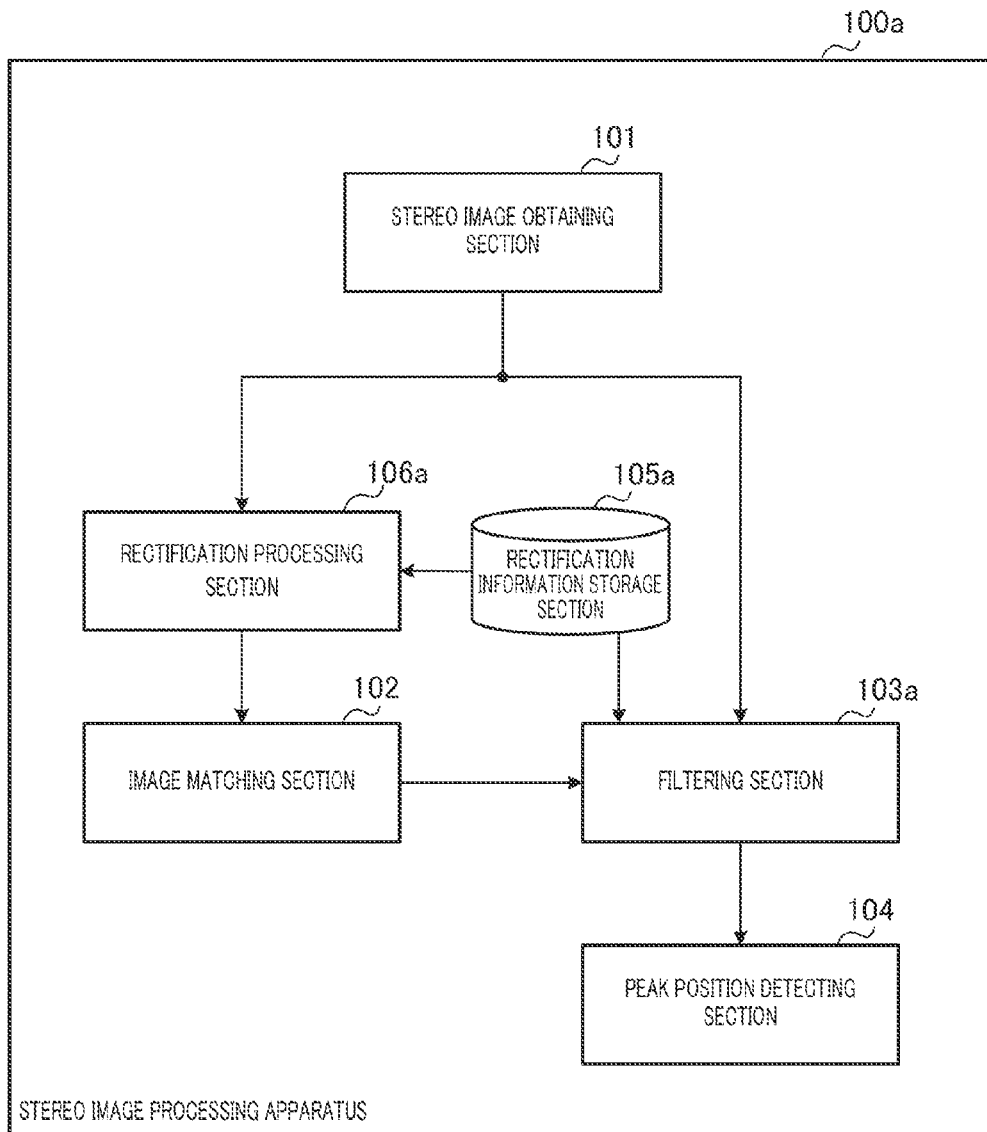 100a
101
STEREO IMAGE OBTAINING
SECTION
106a
RECTIFICATION PROCESSING
SECTION
105a
RECTIFICATION
INFORMATION STORAGE
SECTION
102
IMAGE MATCHING SECTION
103a
FILTERING SECTION
104
PEAK POSITION DETECTING
SECTION
STEREO IMAGE PROCESSING APPARATUS